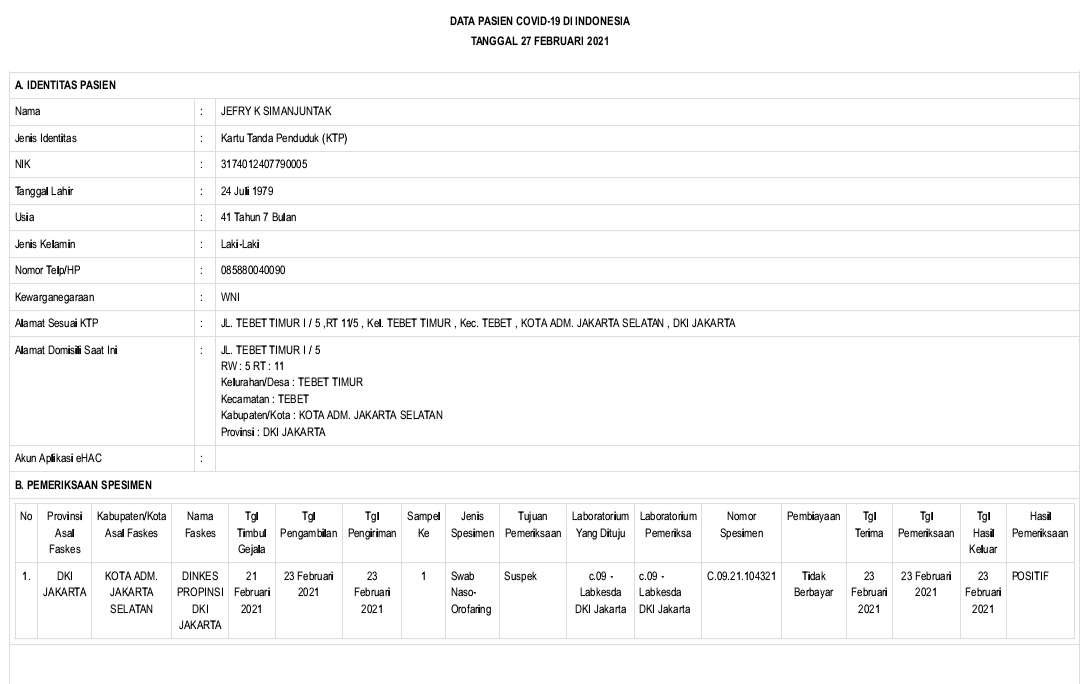 DATA PASIEN COVID-19 DI INDONESIA
TANGGAL 27 FEBRUARI 2021
A. IDENTITAS PASIEN
Nama : JEFRY K SIMANJUNTAK
Jenis Identitas : Kartu Tanda Penduduk (KTP)
NIK : 3174012407790005
Tanggal Lahir : 24 Juli 1979
Usia : 41 Tahun 7 Bulan
Jenis Kelamin : Laki-Laki
Nomor Telp/HP : 085880040090
Kewarganegaraan : WNI
Alamat Sesuai KTP : JL. TEBET TIMUR I / 5 ,RT 11/5 , Kel. TEBET TIMUR , Kec. TEBET , KOTA ADM. JAKARTA SELATAN , DKI JAKARTA
Alamat Domisili Saat Ini : JL. TEBET TIMUR I / 5
RW : 5 RT : 11
Kelurahan/Desa : TEBET TIMUR
Kecamatan : TEBET
Kabupaten/Kota : KOTA ADM. JAKARTA SELATAN
Provinsi : DKI JAKARTA
Akun Aplikasi eHAC :
B. PEMERIKSAAN SPESIMEN
No Provinsi Kabupaten/Kota Nama Tgl Tgl Tgl Sampel Jenis Tujuan Laboratorium Laboratorium Nomor Pembiayaan Tgl Tgl Tgl Hasil
Asal Asal Faskes Faskes Timbul Pengambilan Pengiriman Ke Spesimen Pemeriksaan Yang Dituju Pemeriksa Spesimen Terima Pemeriksaan Hasil Pemeriksaan
Faskes Gejala Keluar
1. DKI KOTA ADM. DINKES 21 23 Februari 23 1 Swab Suspek c.09 - c.09 - C.09.21.104321 Tidak 23 23 Februari 23 POSITIF
JAKARTA JAKARTA PROPINSI Februari 2021 Februari Naso- Labkesda Labkesda Berbayar Februari 2021 Februari
SELATAN DKI 2021 2021 Orofaring DKI Jakarta DKI Jakarta 2021 2021
JAKARTA